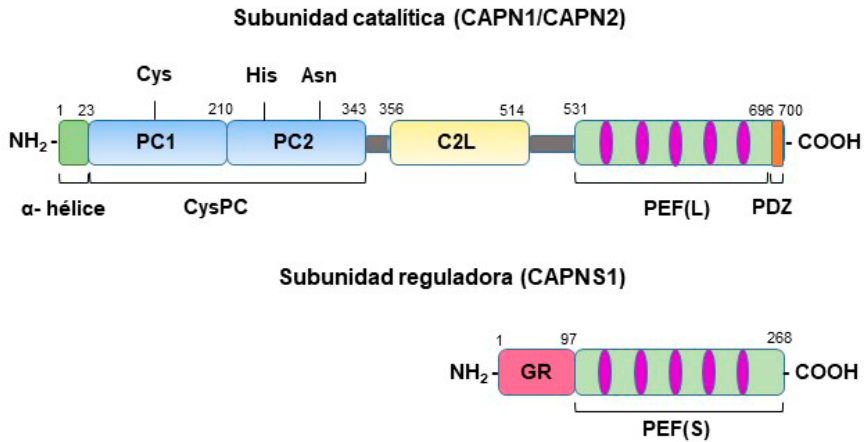 Subunidad catalítica (CAPN1/CAPN2)
Cys His Asn
1 23 210 343 356 514 531 696 700
NH2 PC1 PC2 C2L COOH
α- hélice CysPC PEF(L) PDZ
Subunidad reguladora (CAPNS1)
1 97 268
NH2 GR COOH
PEF(S)